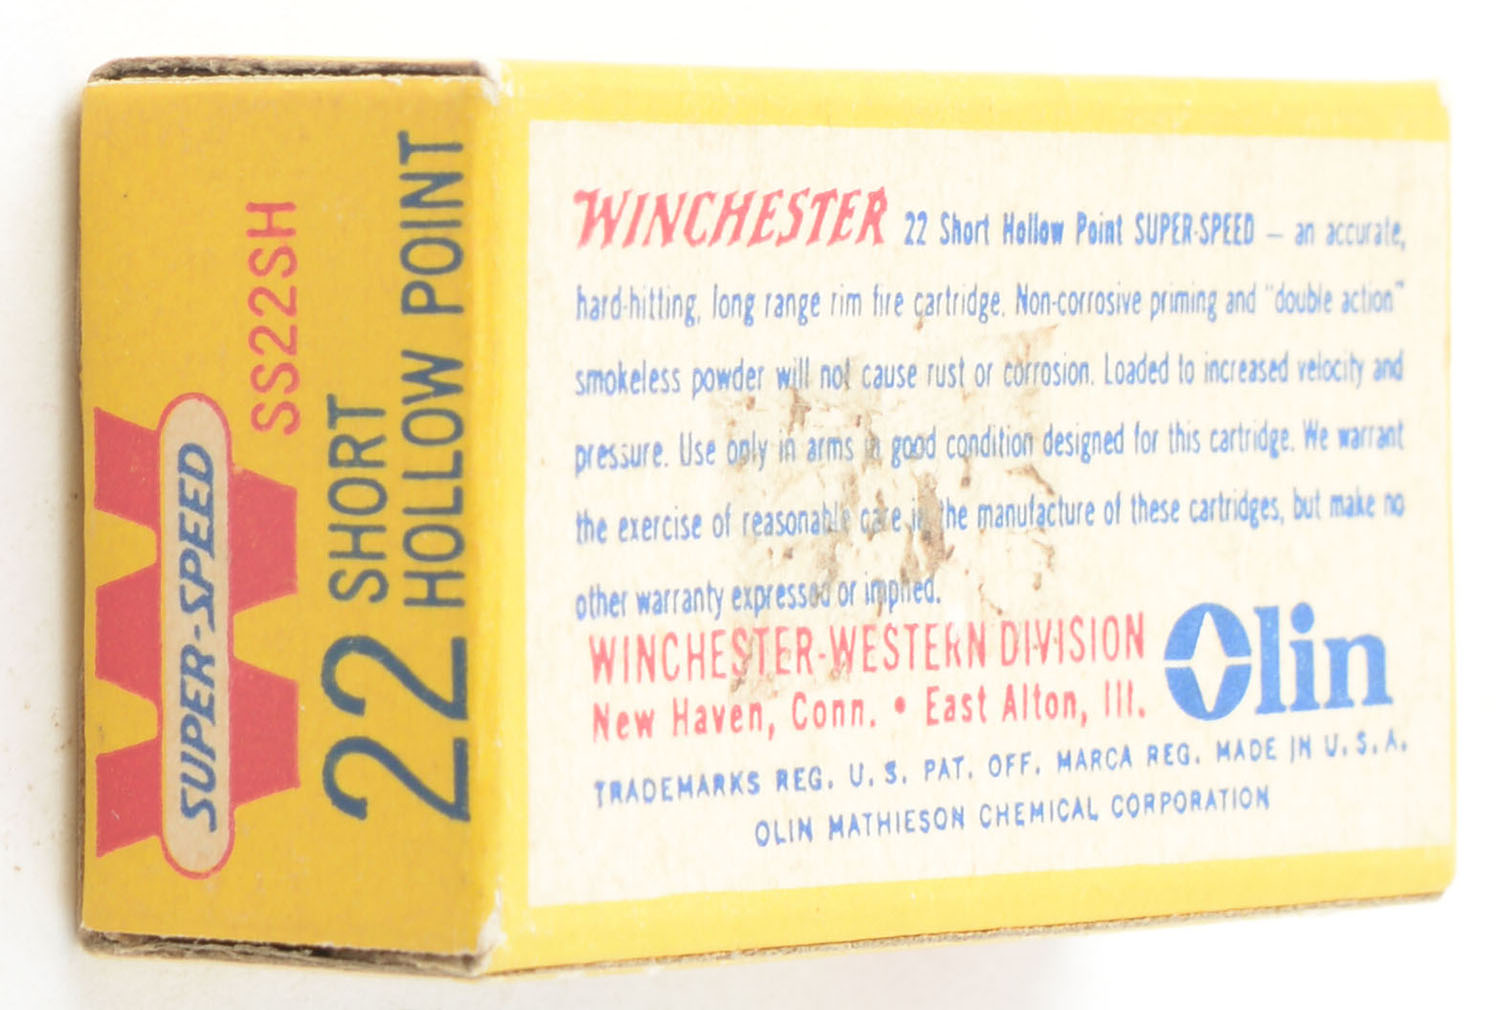 SUPER-SPEED
SS22SH
22 SHORT
HOLLOW POINT
WINCHESTER 22 Short Hollow Point SUPER-SPEED — an accurate,
hard-hitting, long range rim fire cartridge. Non-corrosive priming and "double action"
smokeless powder will not cause rust or corrosion. Loaded to increased velocity and
pressure. Use only in arms in good condition designed for this cartridge. We warrant
the exercise of reasonable care in the manufacture of these cartridges, but make no
other warranty expressed or implied.
WINCHESTER-WESTERN DIVISION
New Haven, Conn. • East Alton, Ill.
Olin
TRADEMARKS REG. U. S. PAT. OFF. MARCA REG. MADE IN U. S. A.
OLIN MATHIESON CHEMICAL CORPORATION